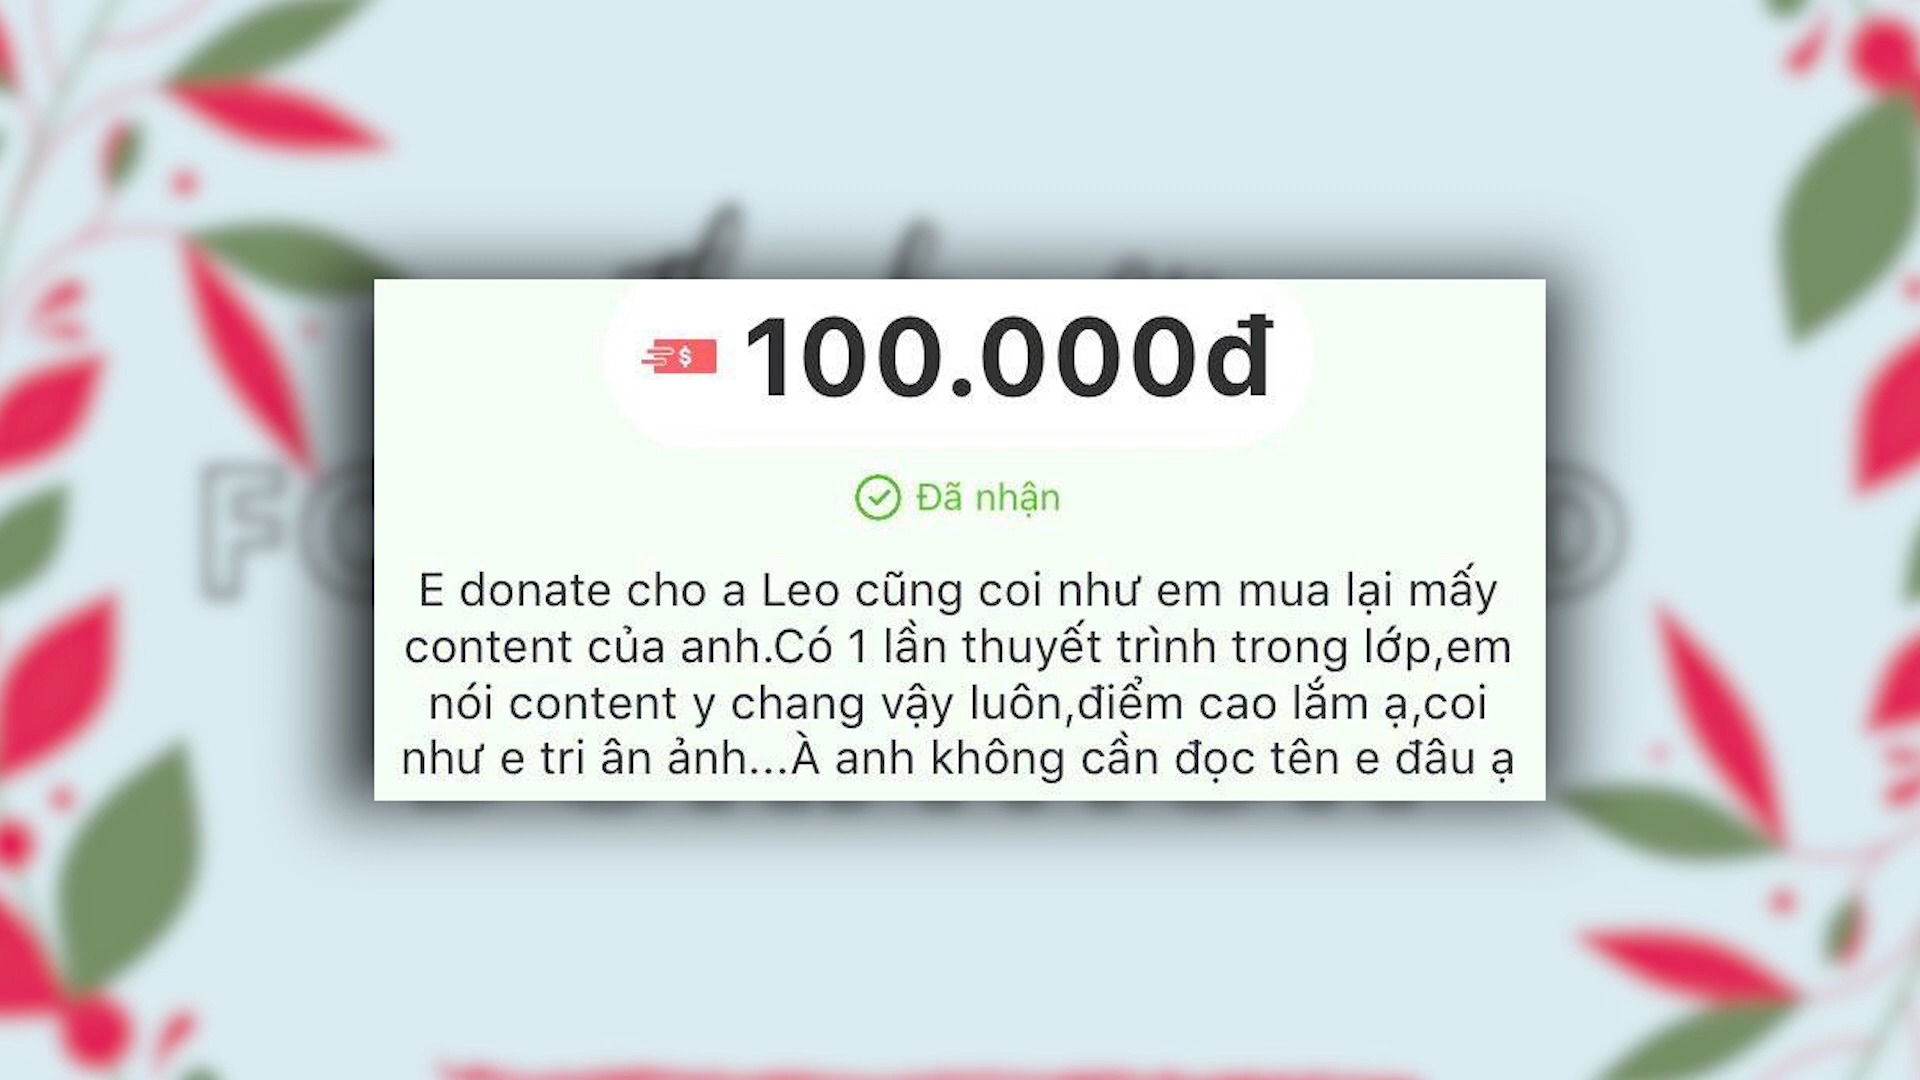 $ 100.000đ
Đã nhận
E donate cho a Leo cũng coi như em mua lại mấy
content của anh.Có 1 lần thuyết trình trong lớp,em
nói content y chang vậy luôn,điểm cao lắm ạ,coi
như e tri ân ảnh...À anh không cần đọc tên e đâu ạ